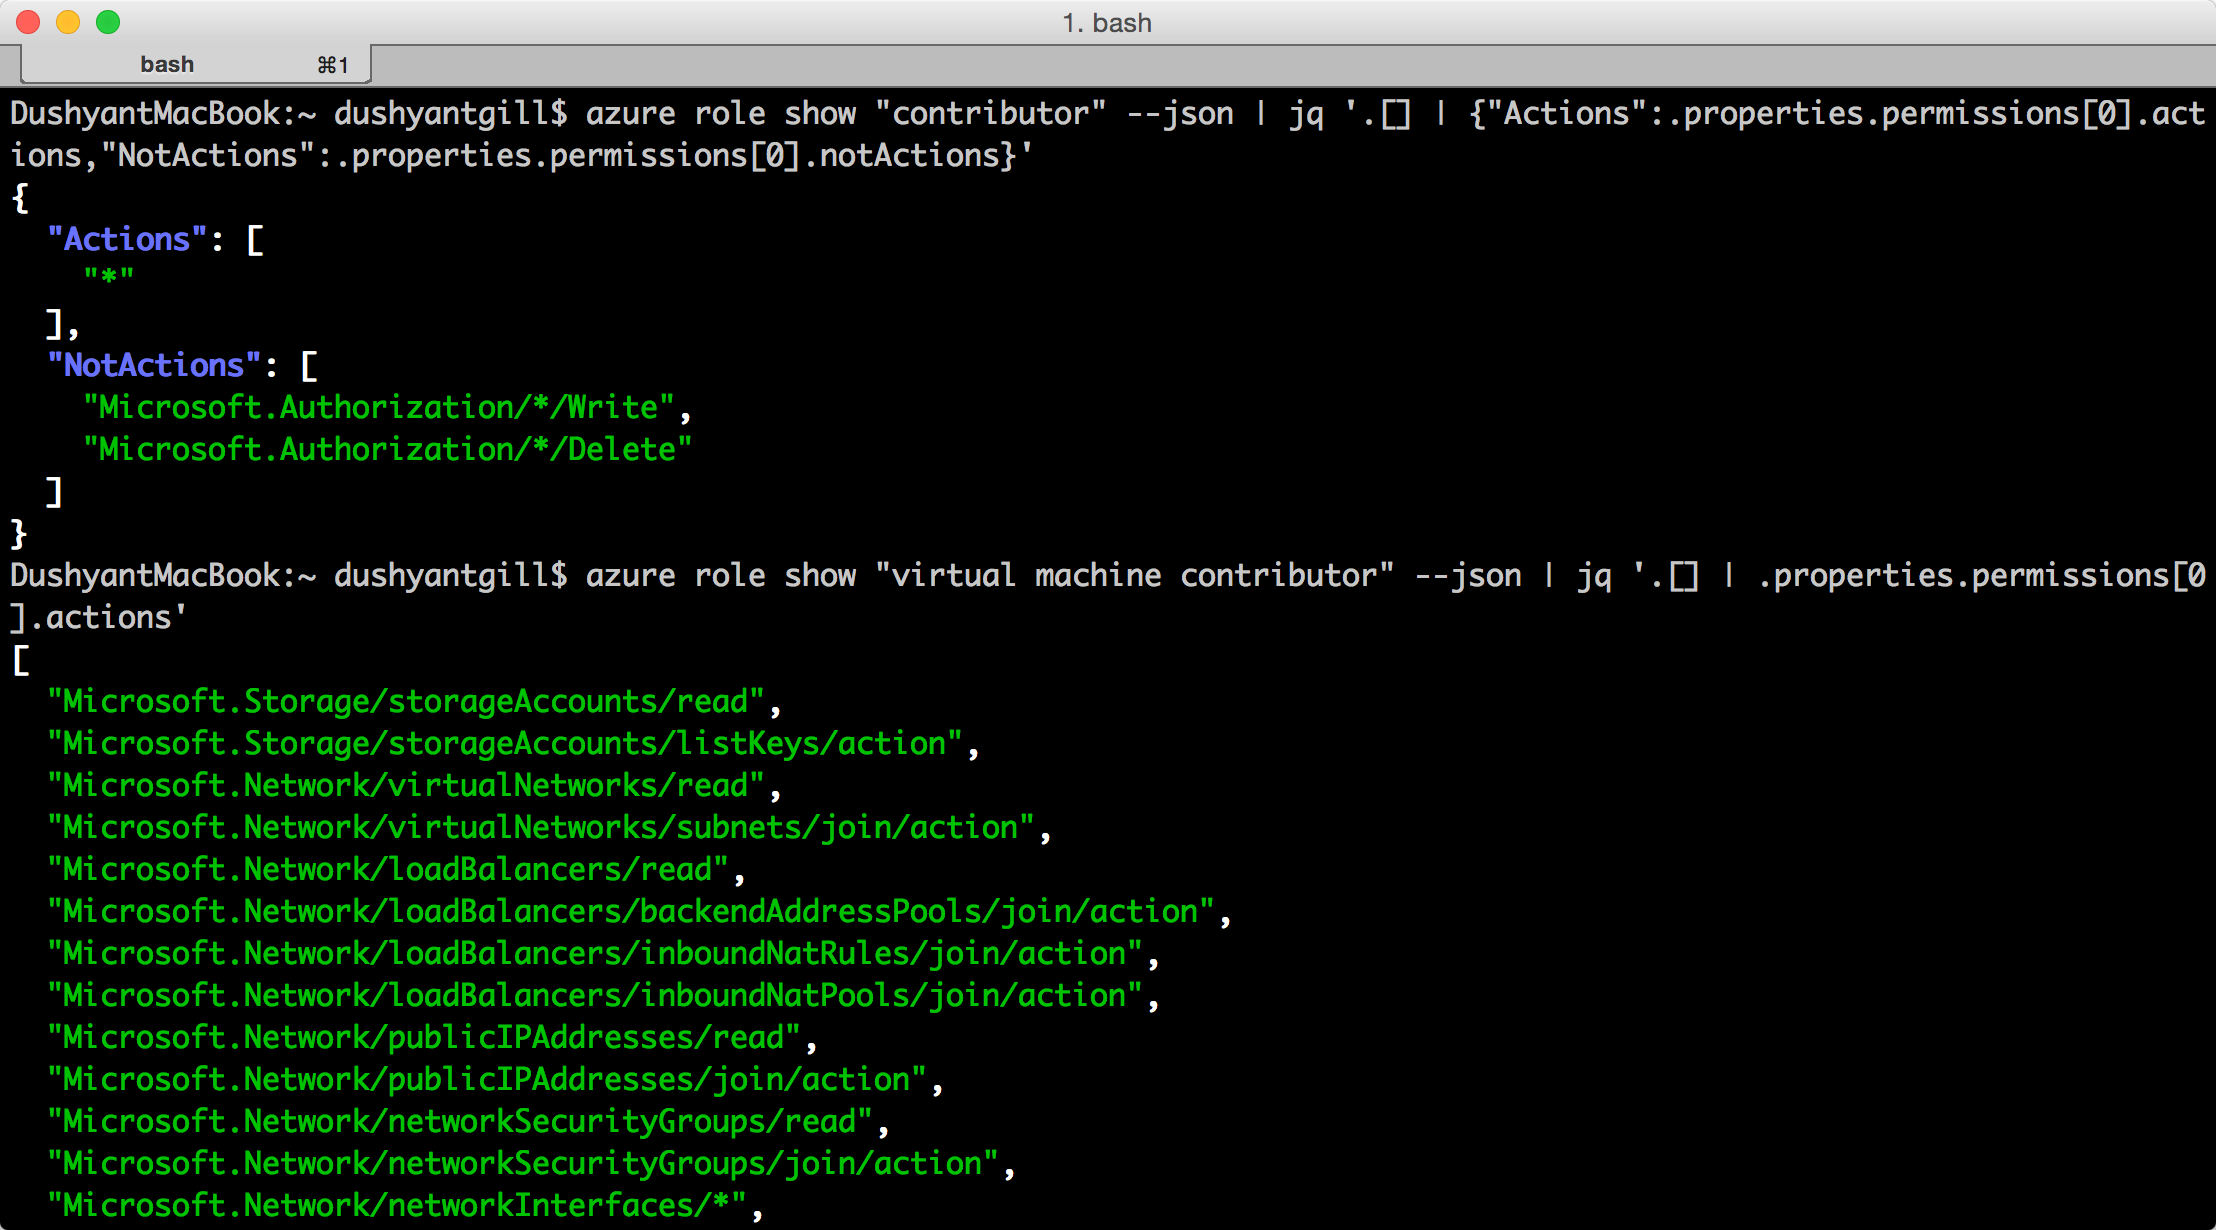 1. bash
bash ⌘1
DushyantMacBook:~ dushyantgill$ azure role show "contributor" --json | jq '.[] | {"Actions":.properties.permissions[0].act
ions,"NotActions":.properties.permissions[0].notActions}'
{
  "Actions": [
    "*"
  ],
  "NotActions": [
    "Microsoft.Authorization/*/Write",
    "Microsoft.Authorization/*/Delete"
  ]
}
DushyantMacBook:~ dushyantgill$ azure role show "virtual machine contributor" --json | jq '.[] | .properties.permissions[0
].actions'
[
  "Microsoft.Storage/storageAccounts/read",
  "Microsoft.Storage/storageAccounts/listKeys/action",
  "Microsoft.Network/virtualNetworks/read",
  "Microsoft.Network/virtualNetworks/subnets/join/action",
  "Microsoft.Network/loadBalancers/read",
  "Microsoft.Network/loadBalancers/backendAddressPools/join/action",
  "Microsoft.Network/loadBalancers/inboundNatRules/join/action",
  "Microsoft.Network/loadBalancers/inboundNatPools/join/action",
  "Microsoft.Network/publicIPAddresses/read",
  "Microsoft.Network/publicIPAddresses/join/action",
  "Microsoft.Network/networkSecurityGroups/read",
  "Microsoft.Network/networkSecurityGroups/join/action",
  "Microsoft.Network/networkInterfaces/*",